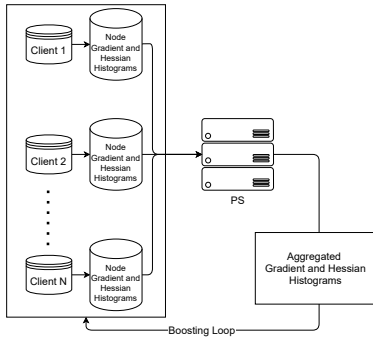 Client 1
Node
Gradient and
Hessian
Histograms
Client 2
Node
Gradient and
Hessian
Histograms
PS
Client N
Node
Gradient and
Hessian
Histograms
Aggregated
Gradient and Hessian
Histograms
Boosting Loop